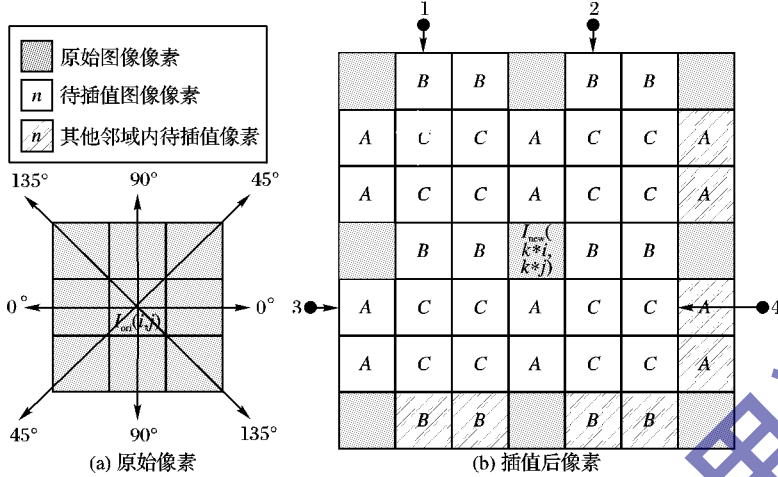 原始图像像素
n 待插值图像像素
n 其他邻域内待插值像素
135° 90° 45°
0° 0°
I_ori(i,j)
45° 90° 135°
(a) 原始像素
1 2
B B B B
A C C A C C A
A C C A C C A
B B I_new(k*i,k*j) B B
3 A C C A C C A 4
A C C A C C A
B B B B
(b) 插值后像素